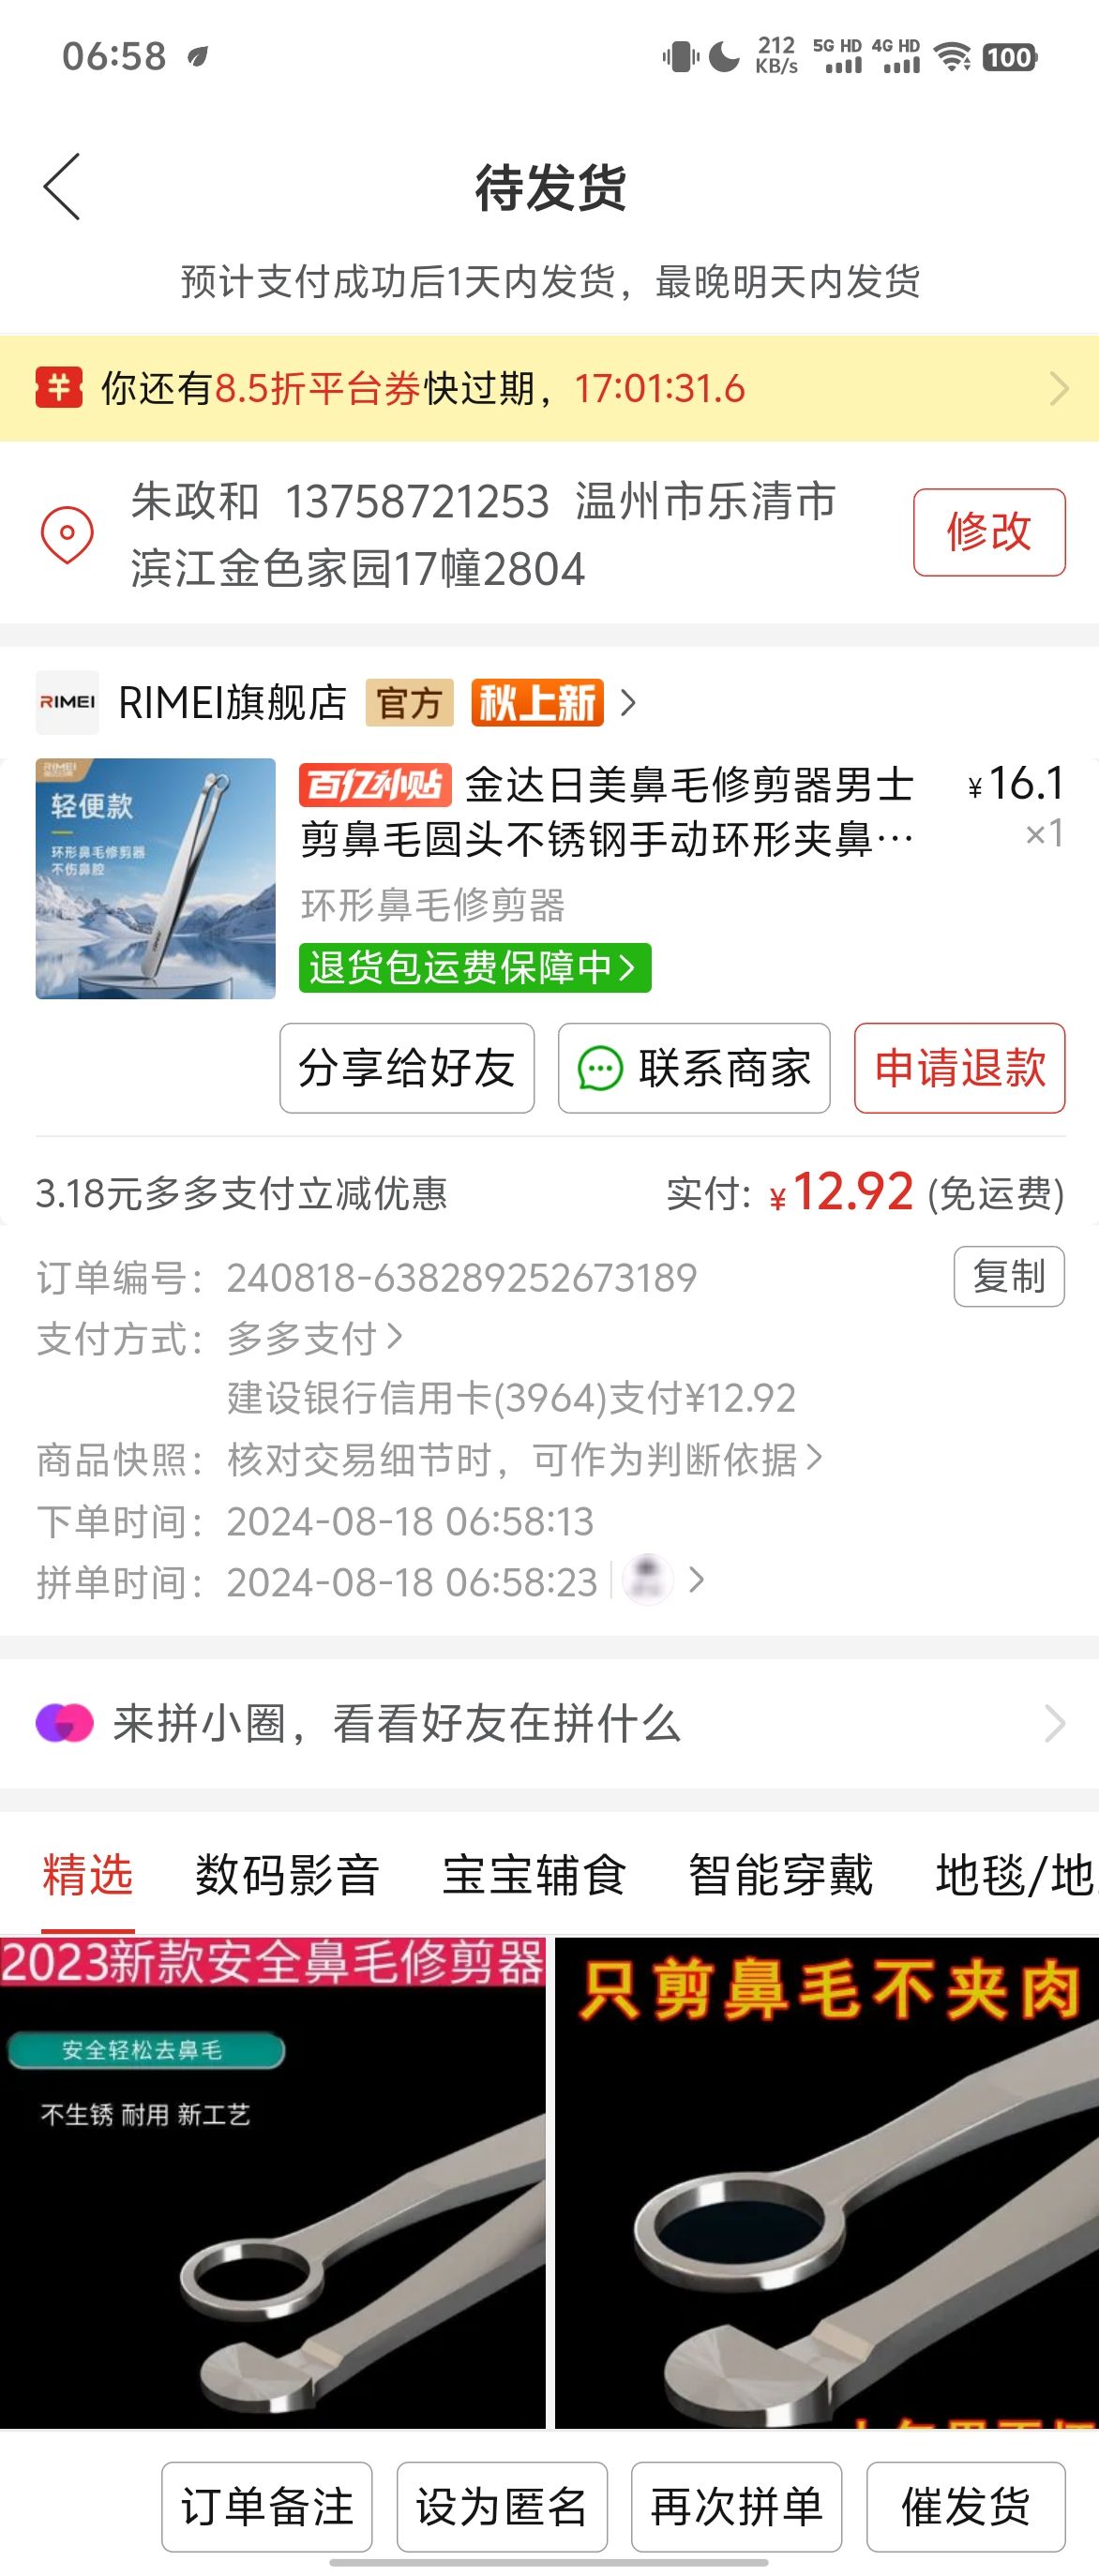 06:58
212 KB/s 5G HD 4G HD 100
待发货
预计支付成功后1天内发货，最晚明天内发货
你还有8.5折平台券快过期，17:01:31.6
朱政和 13758721253 温州市乐清市
滨江金色家园17幢2804
修改
RIMEI RIMEI旗舰店 官方 秋上新
RIMEI
轻便款
环形鼻毛修剪器
不伤鼻腔
百亿补贴 金达日美鼻毛修剪器男士 ¥16.1
剪鼻毛圆头不锈钢手动环形夹鼻… ×1
环形鼻毛修剪器
退货包运费保障中
分享给好友 联系商家 申请退款
3.18元多多支付立减优惠 实付: ¥12.92 (免运费)
订单编号： 240818-638289252673189 复制
支付方式： 多多支付
建设银行信用卡(3964)支付¥12.92
商品快照： 核对交易细节时，可作为判断依据
下单时间： 2024-08-18 06:58:13
拼单时间： 2024-08-18 06:58:23
来拼小圈，看看好友在拼什么
精选 数码影音 宝宝辅食 智能穿戴 地毯/地
2023新款安全鼻毛修剪器
安全轻松去鼻毛
不生锈 耐用 新工艺
只剪鼻毛不夹肉
订单备注 设为匿名 再次拼单 催发货